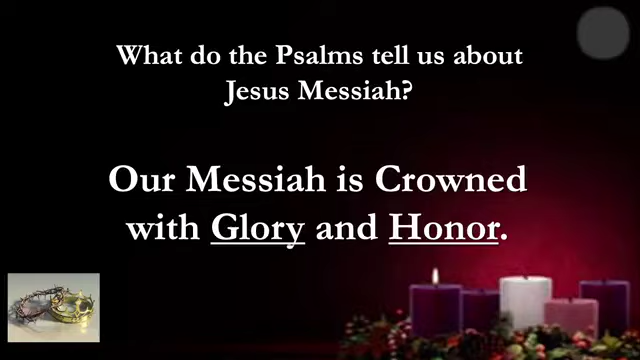 What do the Psalms tell us about
Jesus Messiah?
Our Messiah is Crowned
with Glory and Honor.